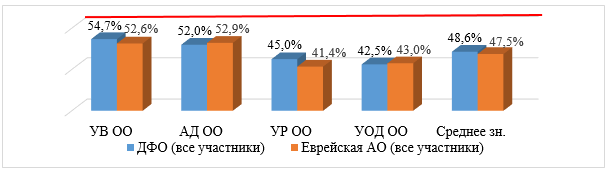 54,7% 52,6% 52,0% 52,9% 45,0% 41,4% 42,5% 43,0% 48,6% 47,5%
УВ ОО АД ОО УР ОО УОД ОО Среднее зн.
ДФО (все участники) Еврейская АО (все участники)